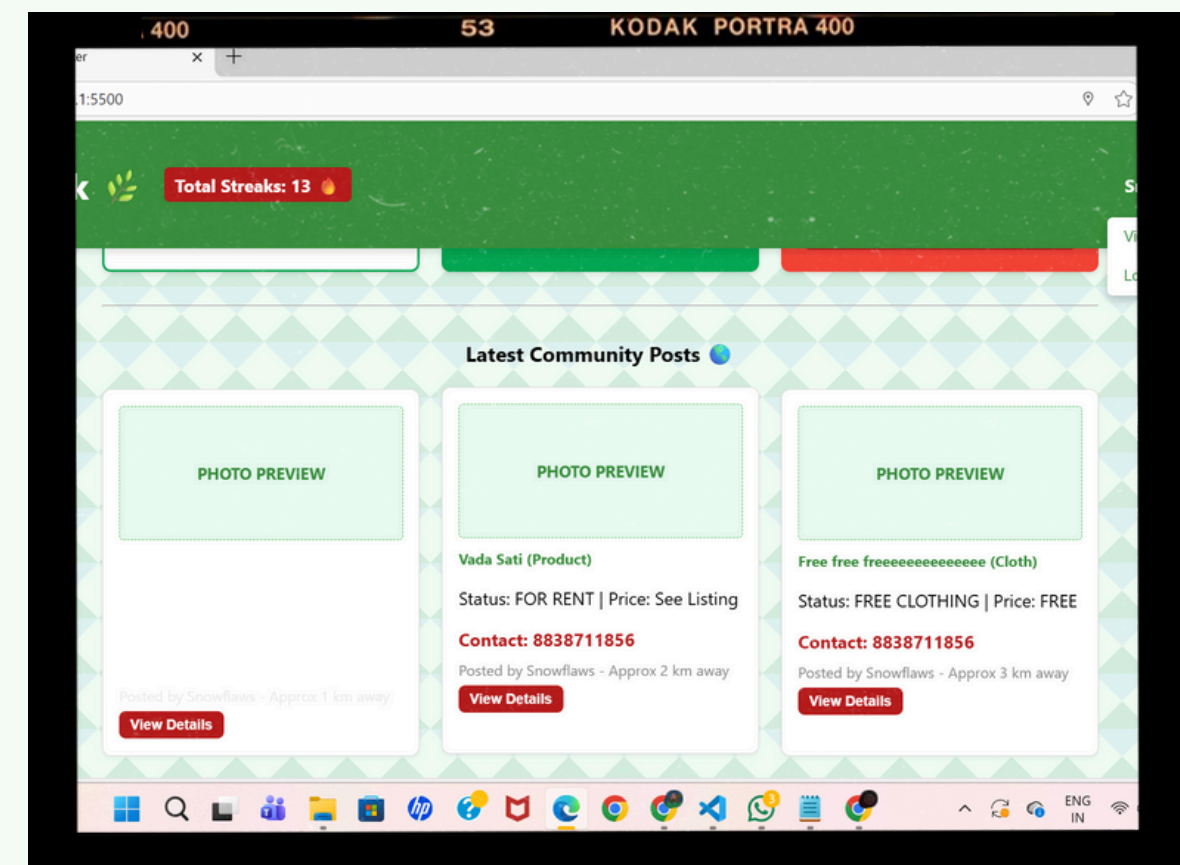 400 53 KODAK PORTRA 400
er
.1:5500
k Total Streaks: 13
Latest Community Posts
PHOTO PREVIEW
Posted by Snowflaws - Approx 1 km away
View Details
PHOTO PREVIEW
Vada Sati (Product)
Status: FOR RENT | Price: See Listing
Contact: 8838711856
Posted by Snowflaws - Approx 2 km away
View Details
PHOTO PREVIEW
Free free freeeeeeeeeeeeee (Cloth)
Status: FREE CLOTHING | Price: FREE
Contact: 8838711856
Posted by Snowflaws - Approx 3 km away
View Details
hp
ENG
IN